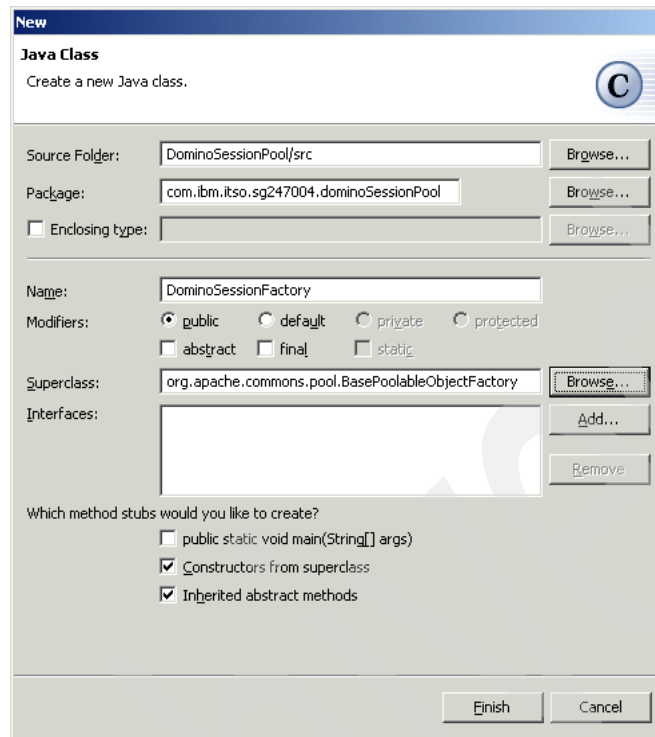 New
Java Class
Create a new Java class.
C
Source Folder: DominoSessionPool/src Browse...
Package: com.ibm.itso.sg247004.dominoSessionPool Browse...
Enclosing type: Browse...
Name: DominoSessionFactory
Modifiers: public default private protected
abstract final static
Superclass: org.apache.commons.pool.BasePoolableObjectFactory Browse...
Interfaces: Add...
Remove
Which method stubs would you like to create?
public static void main(String[] args)
Constructors from superclass
Inherited abstract methods
Finish Cancel